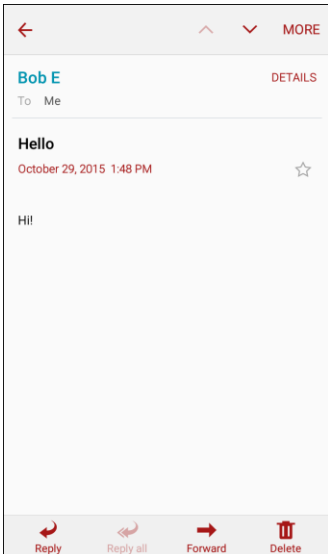 MORE
Bob E DETAILS
To Me
Hello
October 29, 2015 1:48 PM
Hi!
Reply Reply all Forward Delete